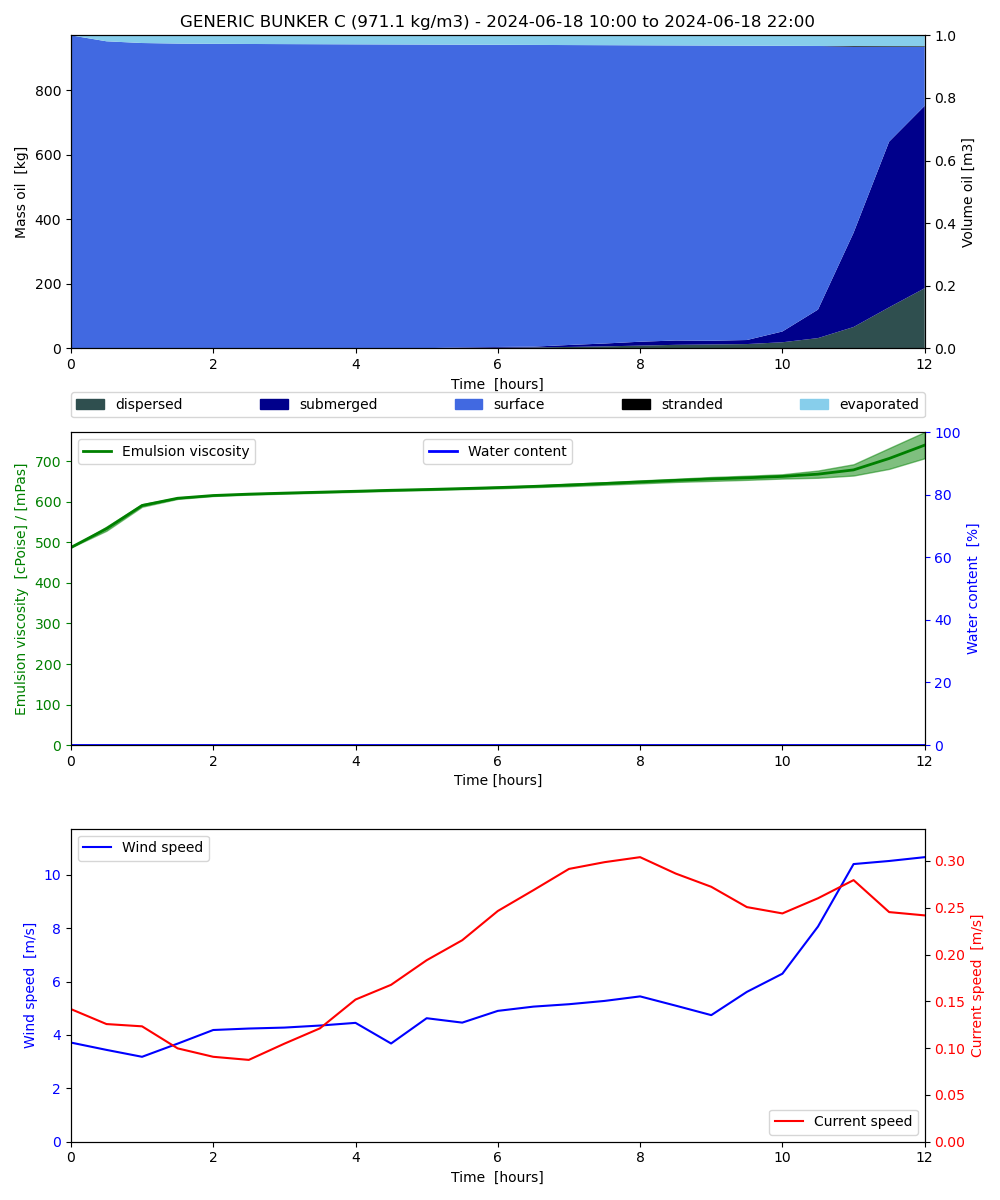 GENERIC BUNKER C (971.1 kg/m3) - 2024-06-18 10:00 to 2024-06-18 22:00
Mass oil [kg]
800
600
400
200
0
1.0
0.8
0.6
0.4
0.2
0.0
Volume oil [m3]
0 2 4 6 8 10 12
Time [hours]
dispersed submerged surface stranded evaporated
Emulsion viscosity [cPoise] / [mPas]
700
600
500
400
300
200
100
0
Emulsion viscosity
Water content
100
80
60
40
20
0
Water content [%]
0 2 4 6 8 10 12
Time [hours]
Wind speed [m/s]
10
8
6
4
2
0
Wind speed
Current speed
0.30
0.25
0.20
0.15
0.10
0.05
0.00
Current speed [m/s]
0 2 4 6 8 10 12
Time [hours]